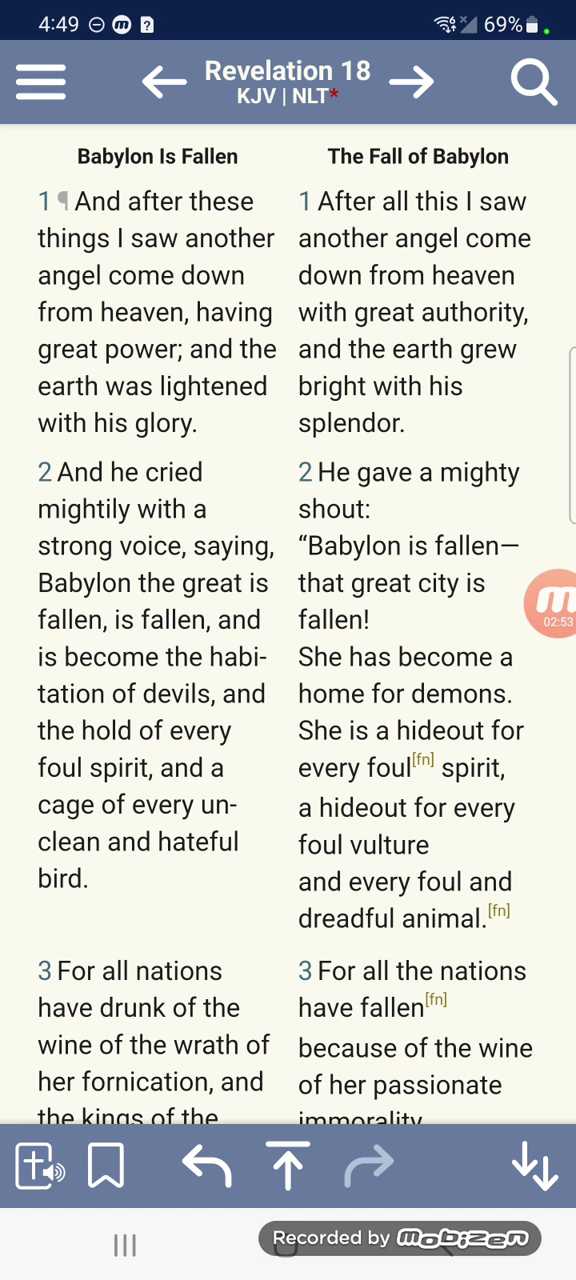 4:49
69%
Revelation 18
KJV | NLT*
Babylon Is Fallen
1 ¶ And after these
things I saw another
angel come down
from heaven, having
great power; and the
earth was lightened
with his glory.
2 And he cried
mightily with a
strong voice, saying,
Babylon the great is
fallen, is fallen, and
is become the habi-
tation of devils, and
the hold of every
foul spirit, and a
cage of every un-
clean and hateful
bird.
3 For all nations
have drunk of the
wine of the wrath of
her fornication, and
the kings of the
The Fall of Babylon
1 After all this I saw
another angel come
down from heaven
with great authority,
and the earth grew
bright with his
splendor.
2 He gave a mighty
shout:
“Babylon is fallen—
that great city is
fallen!
She has become a
home for demons.
She is a hideout for
every foul[fn] spirit,
a hideout for every
foul vulture
and every foul and
dreadful animal.[fn]
3 For all the nations
have fallen[fn]
because of the wine
of her passionate
immorality
02:53
Recorded by Mobizen